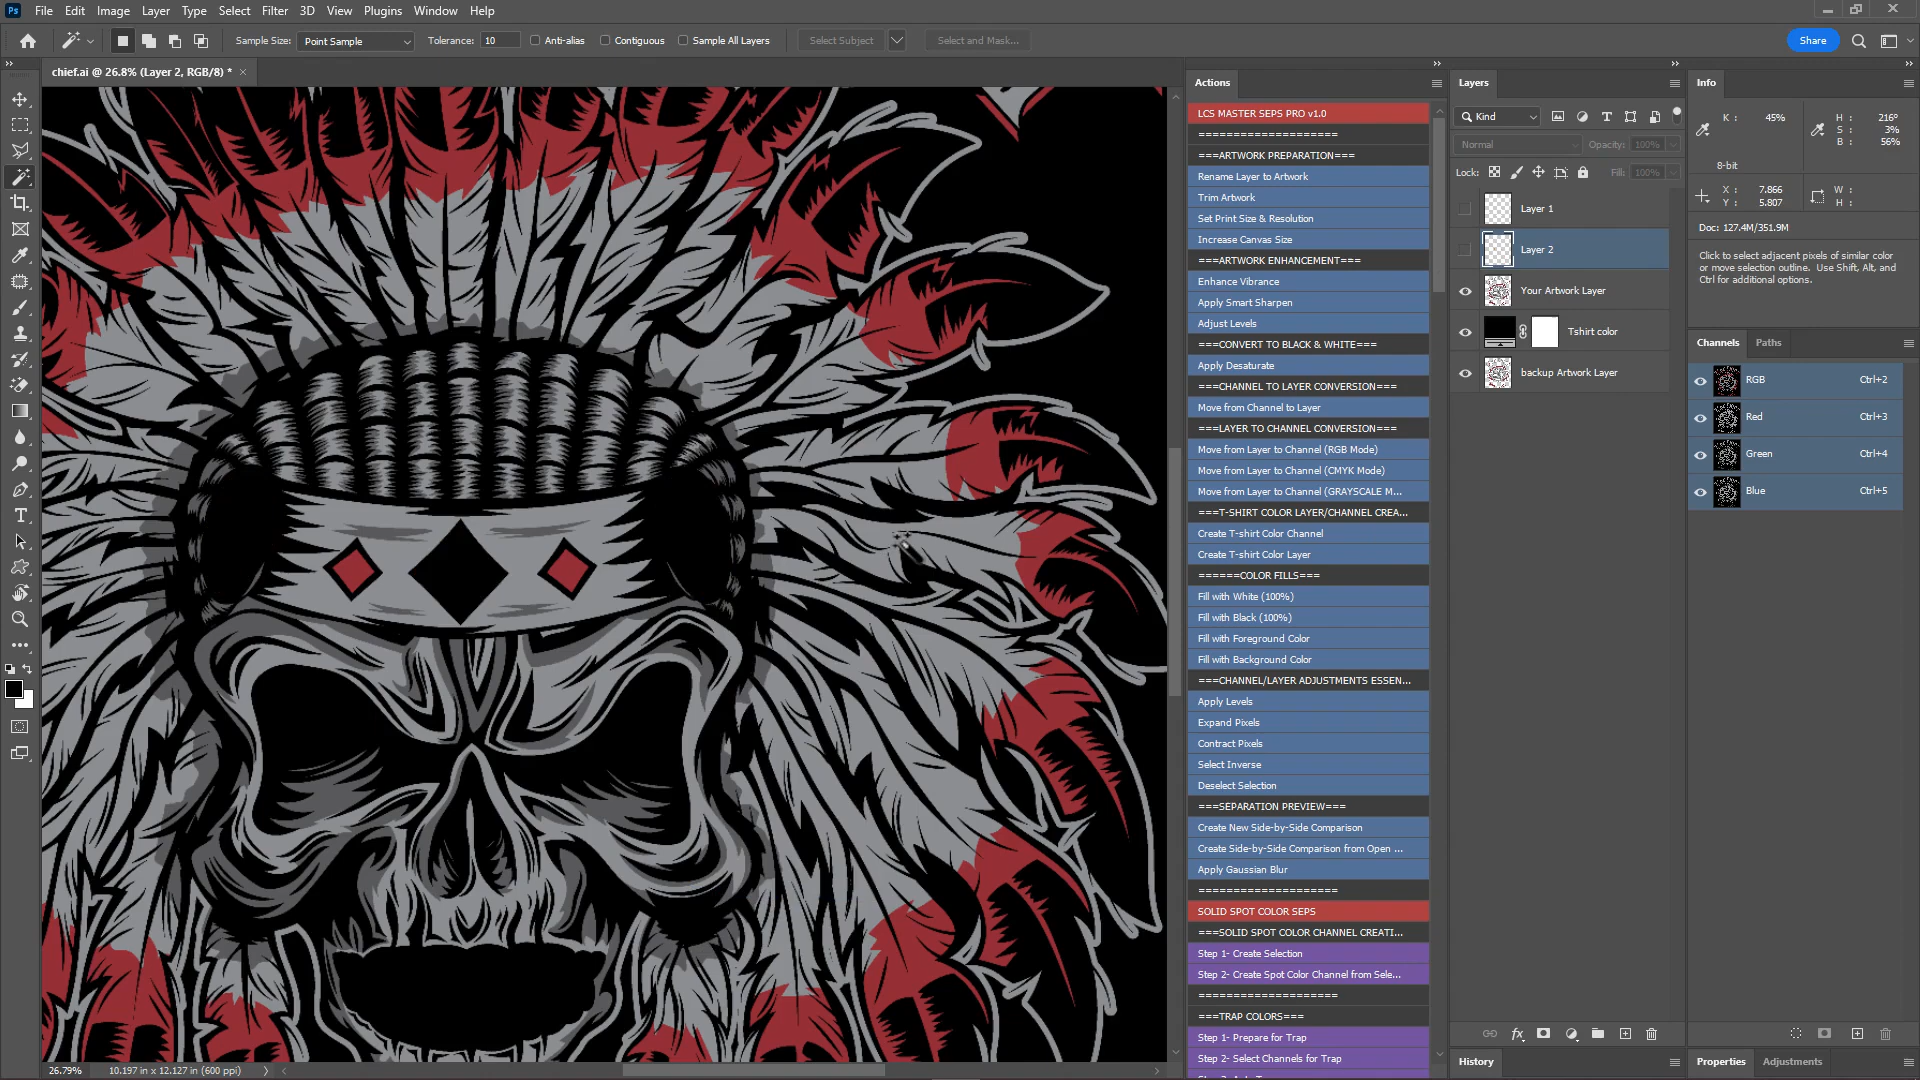 Ps File Edit Image Layer Type Select Filter 3D View Plugins Window Help
Sample Size: Point Sample Tolerance: 10 Anti-alias Contiguous Sample All Layers Select Subject Select and Mask... Share
chief.ai @ 26.8% (Layer 2, RGB/8) * ×
Actions
LCS MASTER SEPS PRO v1.0
====================
===ARTWORK PREPARATION===
Rename Layer to Artwork
Trim Artwork
Set Print Size & Resolution
Increase Canvas Size
===ARTWORK ENHANCEMENT===
Enhance Vibrance
Apply Smart Sharpen
Adjust Levels
===CONVERT TO BLACK & WHITE===
Apply Desaturate
===CHANNEL TO LAYER CONVERSION===
Move from Channel to Layer
===LAYER TO CHANNEL CONVERSION===
Move from Layer to Channel (RGB Mode)
Move from Layer to Channel (CMYK Mode)
Move from Layer to Channel (GRAYSCALE M...
===T-SHIRT COLOR LAYER/CHANNEL CREA...
Create T-shirt Color Channel
Create T-shirt Color Layer
======COLOR FILLS===
Fill with White (100%)
Fill with Black (100%)
Fill with Foreground Color
Fill with Background Color
===CHANNEL/LAYER ADJUSTMENTS ESSEN...
Apply Levels
Expand Pixels
Contract Pixels
Select Inverse
Deselect Selection
===SEPARATION PREVIEW===
Create New Side-by-Side Comparison
Create Side-by-Side Comparison from Open ...
Apply Gaussian Blur
====================
SOLID SPOT COLOR SEPS
===SOLID SPOT COLOR CHANNEL CREATI...
Step 1- Create Selection
Step 2- Create Spot Color Channel from Sele...
====================
===TRAP COLORS===
Step 1- Prepare for Trap
Step 2- Select Channels for Trap
Layers
Kind
Normal Opacity: 100%
Lock: Fill: 100%
Layer 1
Layer 2
Your Artwork Layer
Tshirt color
backup Artwork Layer
fx
History
Info
K : 45% H : 216º
S : 3%
B : 56%
8-bit
X : 7.866 W :
Y : 5.807 H :
Doc: 127.4M/351.9M
Click to select adjacent pixels of similar color
or move selection outline. Use Shift, Alt, and
Ctrl for additional options.
Channels Paths
RGB Ctrl+2
Red Ctrl+3
Green Ctrl+4
Blue Ctrl+5
Properties Adjustments
26.79% 10.197 in x 12.127 in (600 ppi)